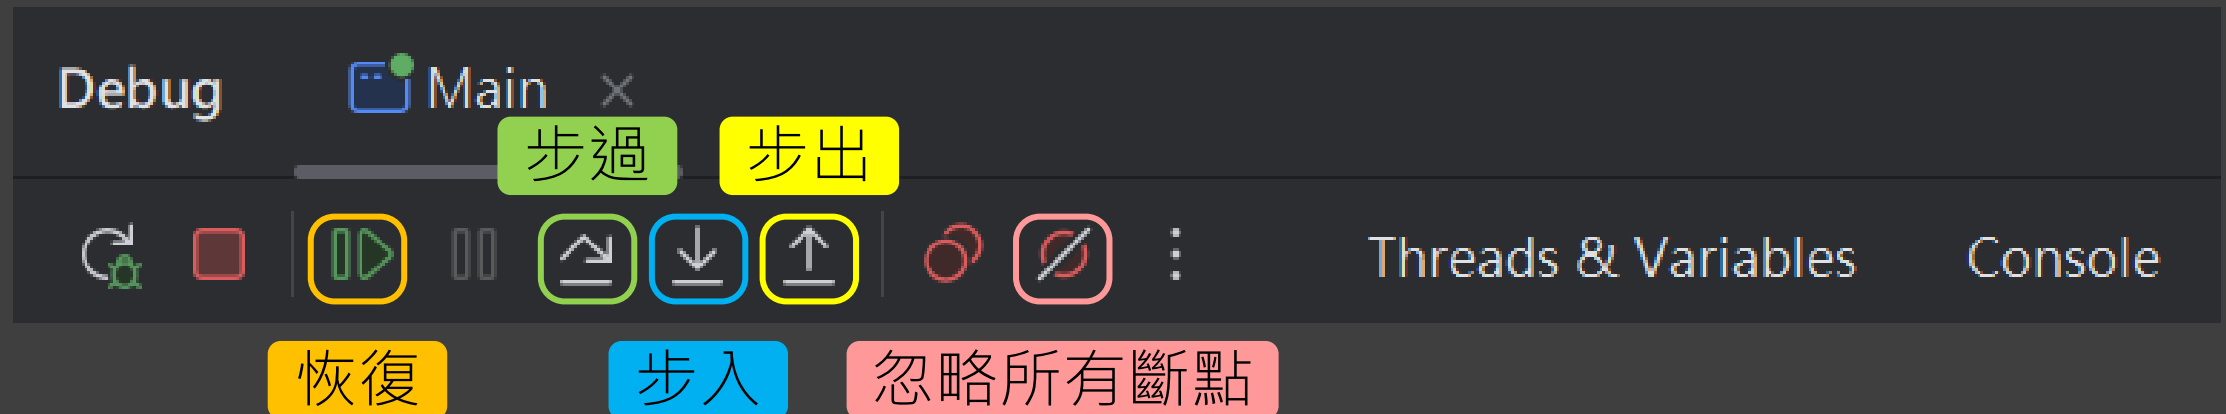 Debug
Main
步過
步出
Threads & Variables
Console
恢復
步入
忽略所有斷點